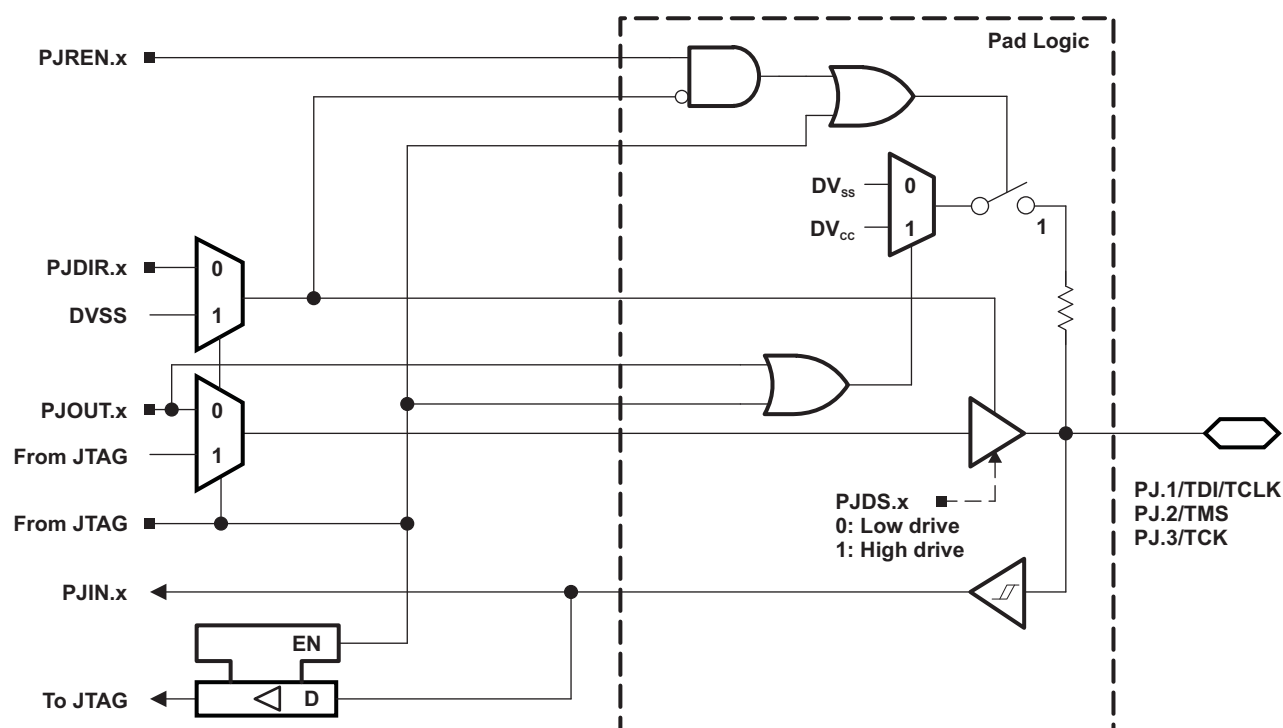 Pad Logic
PJREN.x
DVSS
0
DVCC
1
1
PJDIR.x
0
DVSS
1
PJOUT.x
0
From JTAG
1
PJDS.x
0: Low drive
1: High drive
PJ.1/TDI/TCLK
PJ.2/TMS
PJ.3/TCK
From JTAG
PJIN.x
EN
To JTAG
D